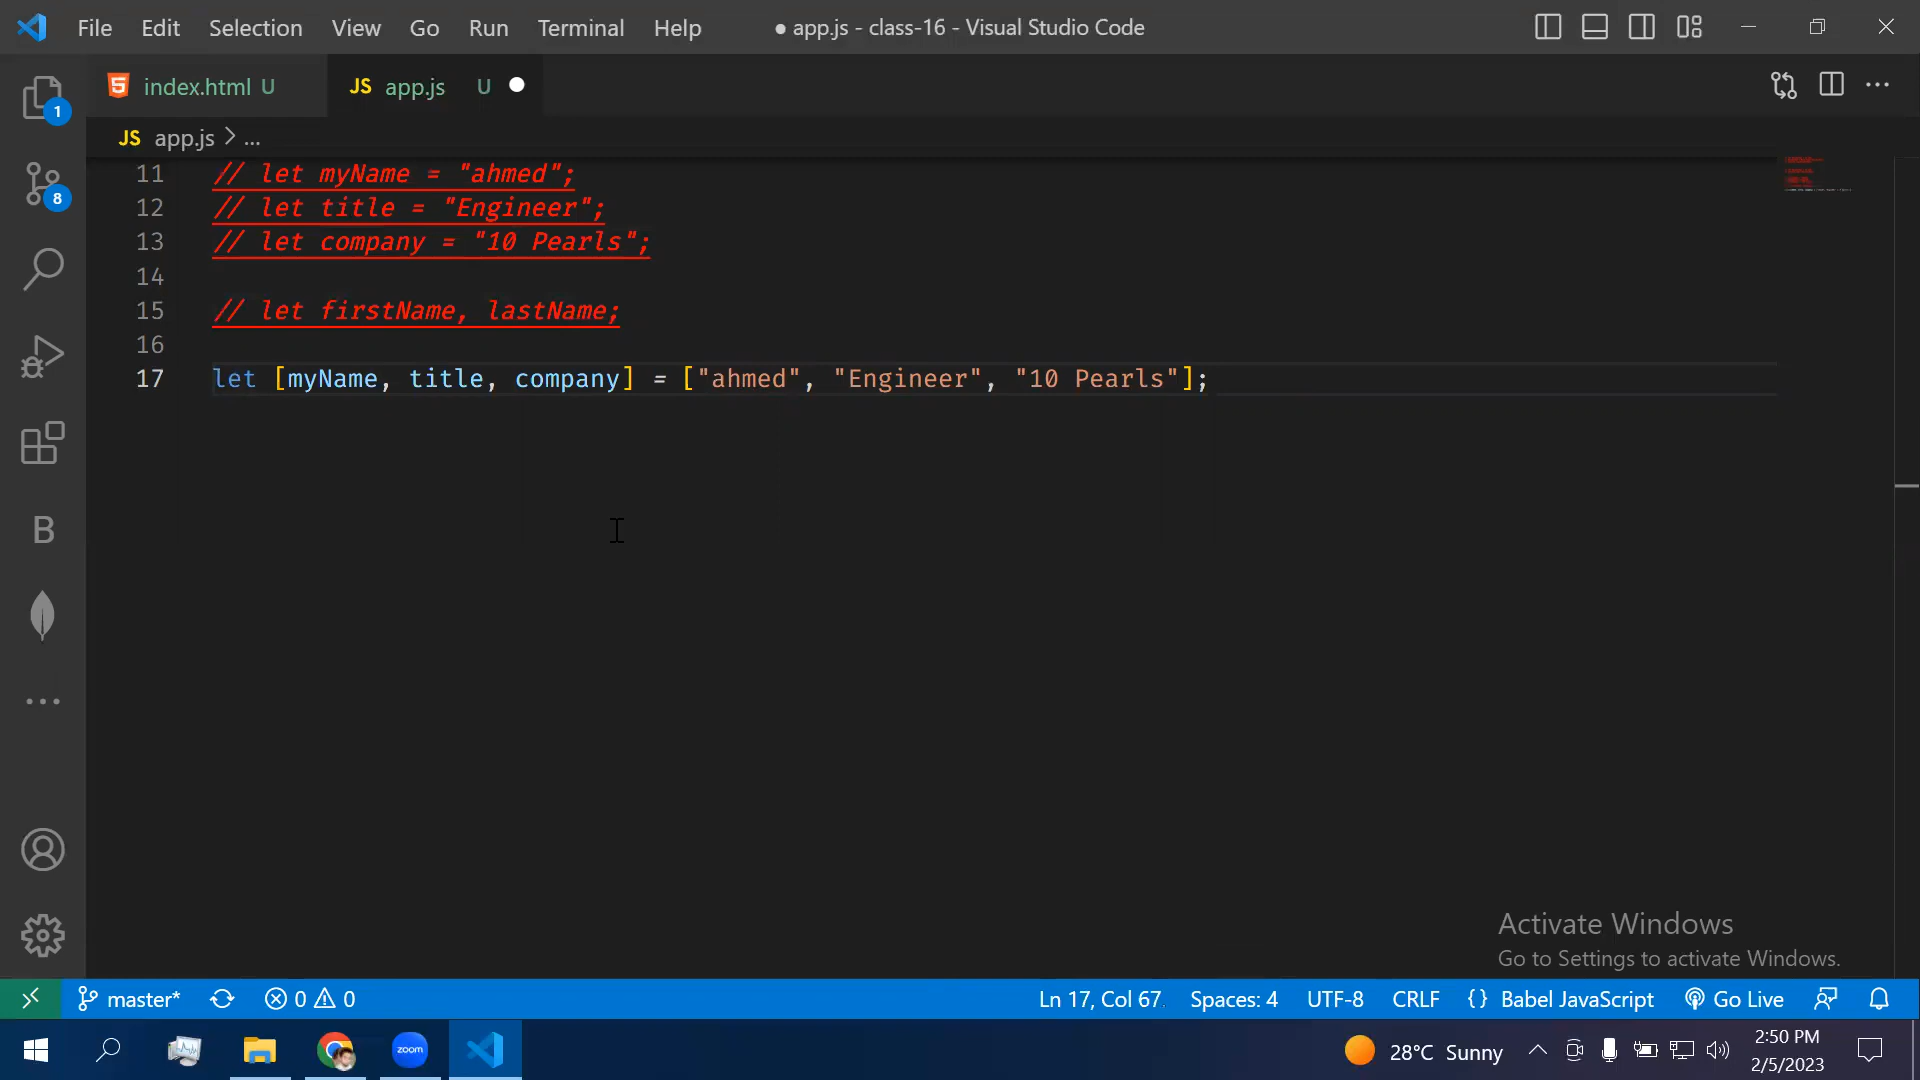 File Edit Selection View Go Run Terminal Help ● app.js - class-16 - Visual Studio Code
index.html U JS app.js U
JS app.js > ...
11 // let myName = "ahmed";
12 // let title = "Engineer";
13 // let company = "10 Pearls";
14
15 // let firstName, lastName;
16
17 let [myName, title, company] = ["ahmed", "Engineer", "10 Pearls"];
1
8
B
Activate Windows
Go to Settings to activate Windows.
master* 0 0 Ln 17, Col 67 Spaces: 4 UTF-8 CRLF {} Babel JavaScript Go Live
zoom 28°C Sunny 2:50 PM
2/5/2023